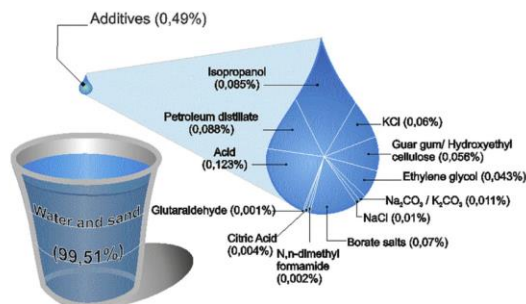 Additives (0,49%)
Isopropanol
(0,085%)
Petroleum distillate
(0,088%)
Acid
(0,123%)
Glutaraldehyde (0,001%)
Citric Acid
(0,004%)
N,n-dimethyl
formamide
(0,002%)
Borate salts (0,07%)
NaCl (0,01%)
Na₂CO₃ / K₂CO₃ (0,011%)
Ethylene glycol (0,043%)
Guar gum/ Hydroxyethyl
cellulose (0,056%)
KCl (0,06%)
Water and sand
(99,51%)